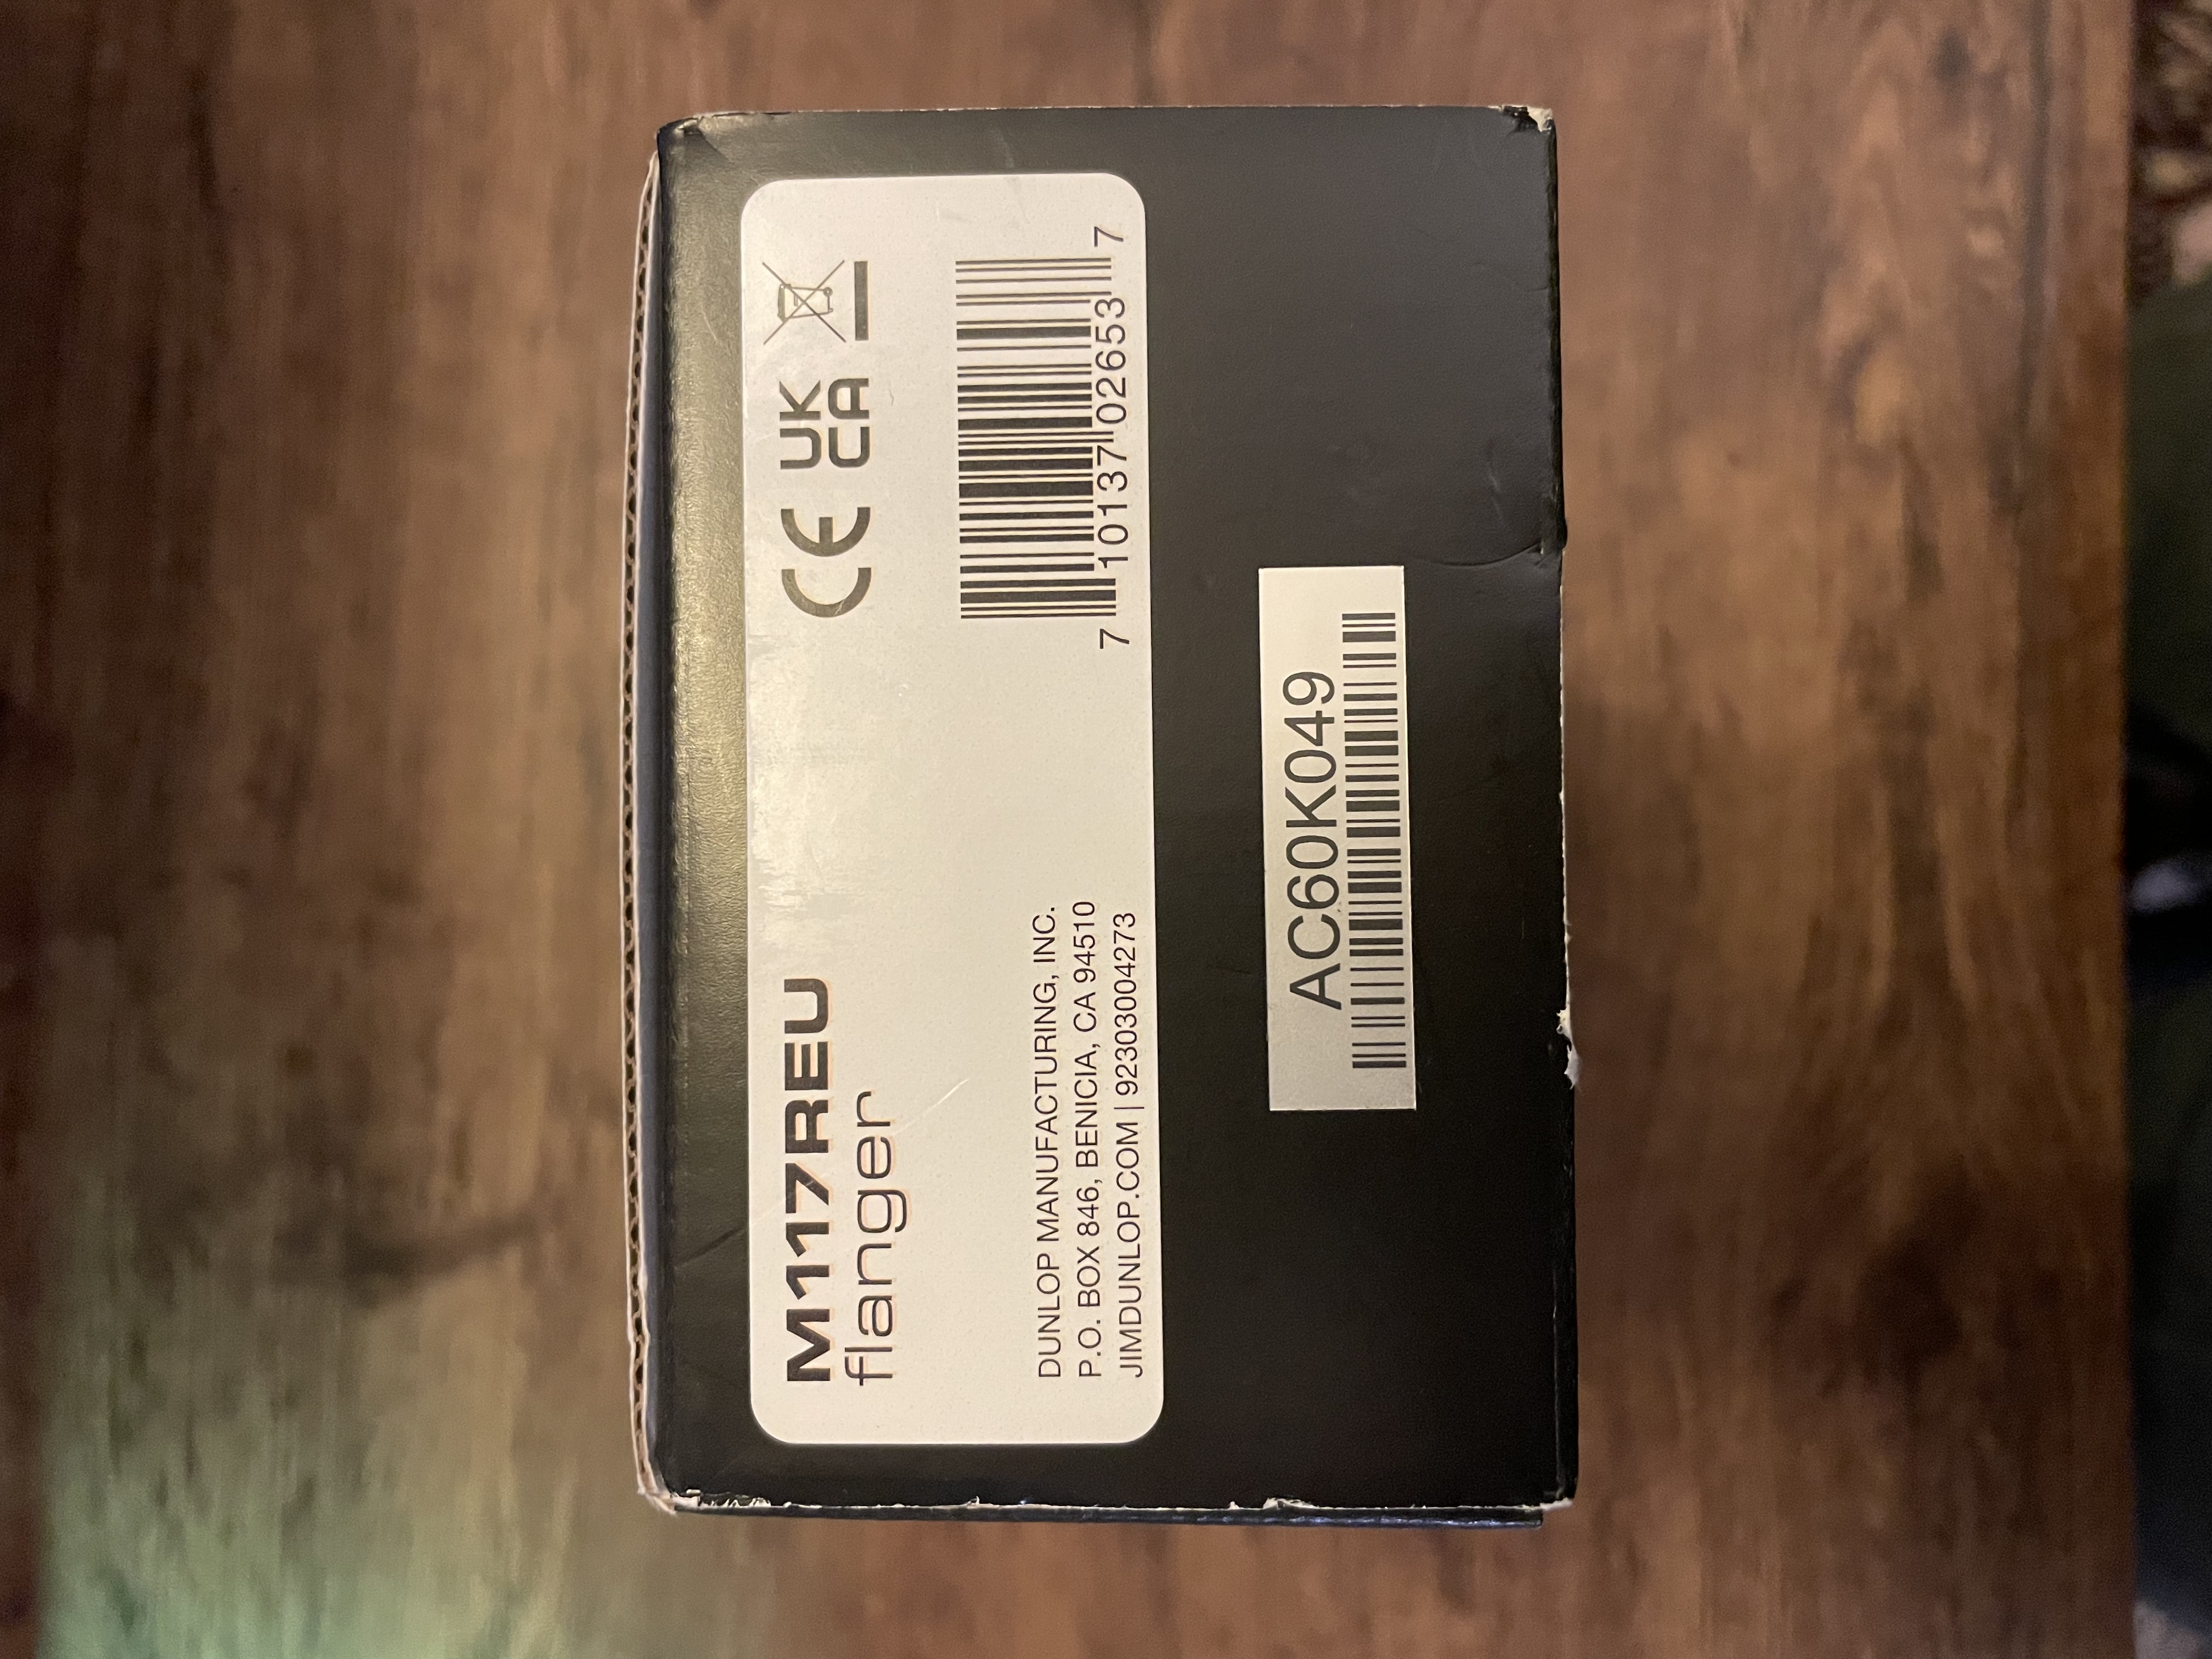 M117REU
flanger
CE UK CA
DUNLOP MANUFACTURING, INC.
P.O. BOX 846, BENICIA, CA 94510
JIMDUNLOP.COM | 92303004273
7 10137 02653 7
AC60K049